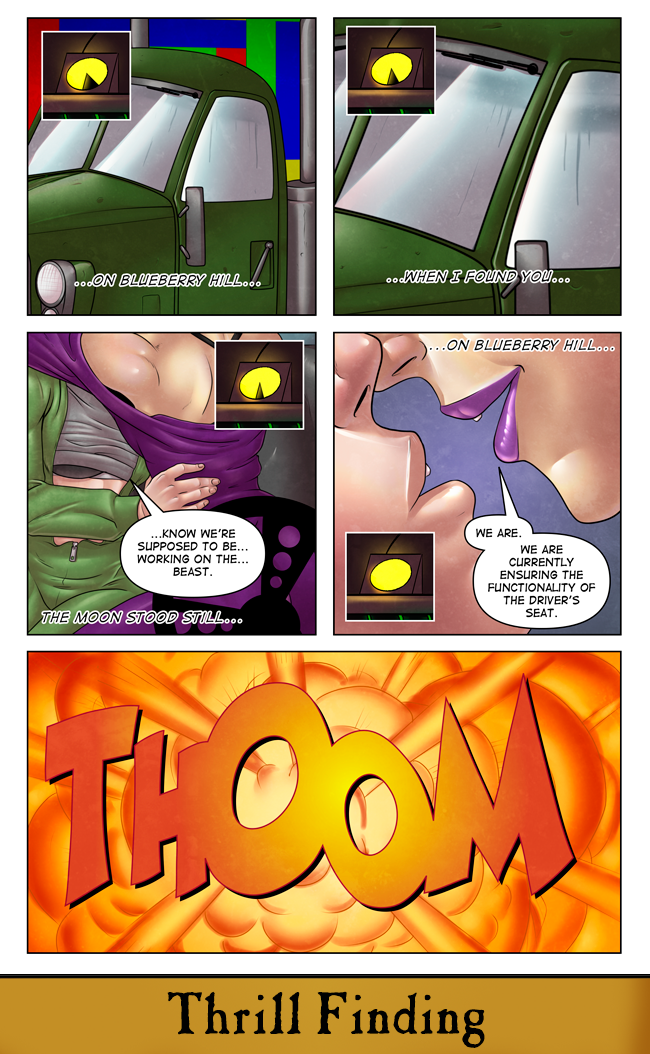 ...ON BLUEBERRY HILL...
...WHEN I FOUND YOU...
...KNOW WE'RE
SUPPOSED TO BE...
WORKING ON THE...
BEAST.
THE MOON STOOD STILL...
...ON BLUEBERRY HILL...
WE ARE.
WE ARE
CURRENTLY
ENSURING THE
FUNCTIONALITY OF
THE DRIVER'S
SEAT.
THOOM
Thrill Finding